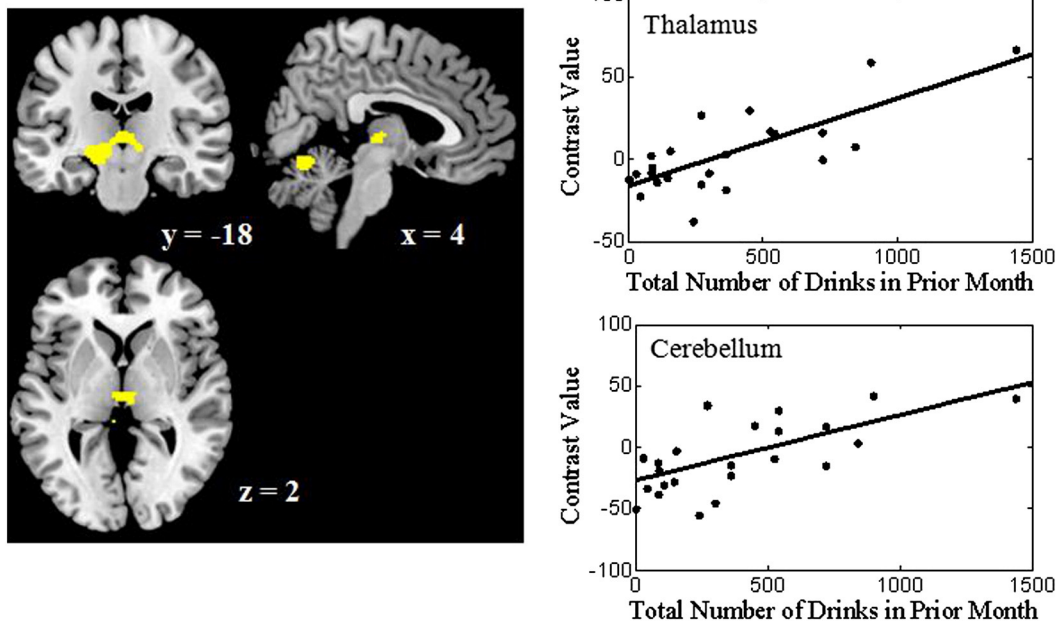 y = -18
x = 4
z = 2
100
Thalamus
50
0
-50
Contrast Value
500
1000
1500
Total Number of Drinks in Prior Month
100
Cerebellum
50
0
-50
-100
Contrast Value
0
500
1000
1500
Total Number of Drinks in Prior Month